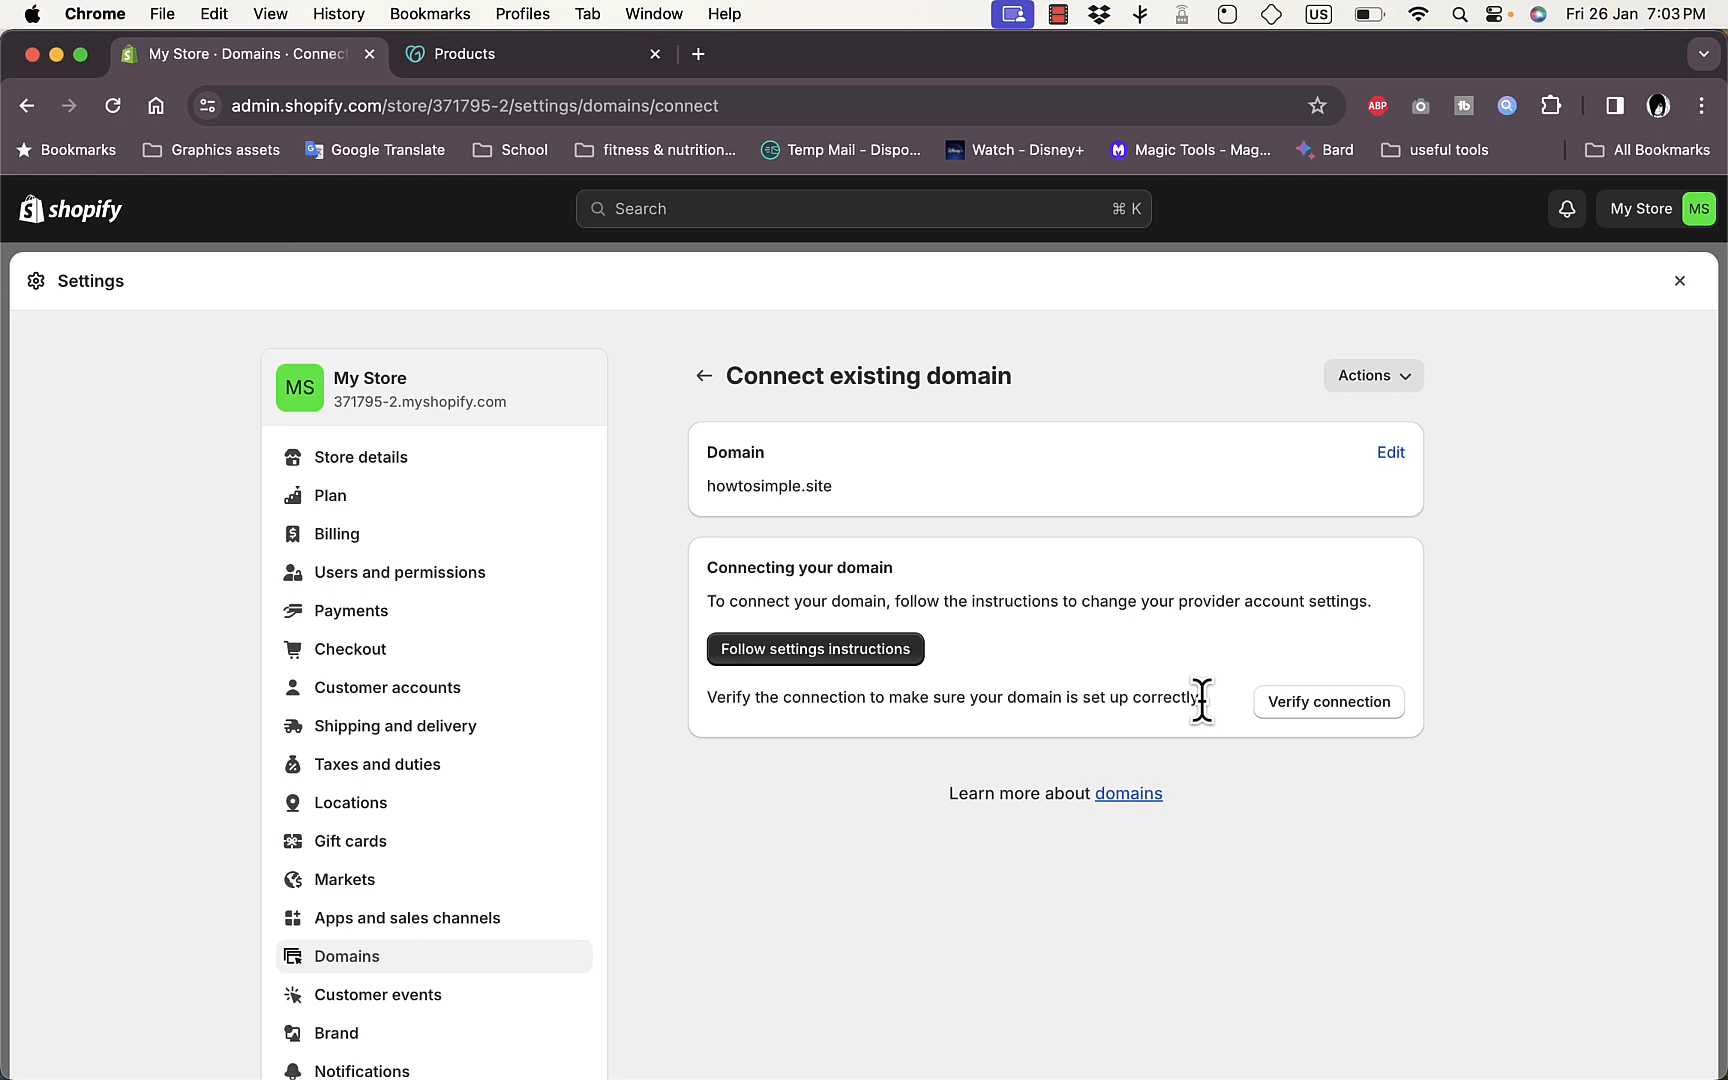 Chrome File Edit View History Bookmarks Profiles Tab Window Help US Fri 26 Jan 7:03 PM
My Store · Domains · Connect Products
admin.shopify.com/store/371795-2/settings/domains/connect ABP tb
Bookmarks Graphics assets Google Translate School fitness & nutrition... Temp Mail - Dispo... Watch - Disney+ Magic Tools - Mag... Bard useful tools All Bookmarks
shopify Search ⌘ K My Store MS
Settings
MS My Store
371795-2.myshopify.com
Store details
Plan
Billing
Users and permissions
Payments
Checkout
Customer accounts
Shipping and delivery
Taxes and duties
Locations
Gift cards
Markets
Apps and sales channels
Domains
Customer events
Brand
Notifications
Connect existing domain Actions
Domain Edit
howtosimple.site
Connecting your domain
To connect your domain, follow the instructions to change your provider account settings.
Follow settings instructions
Verify the connection to make sure your domain is set up correctly Verify connection
Learn more about domains